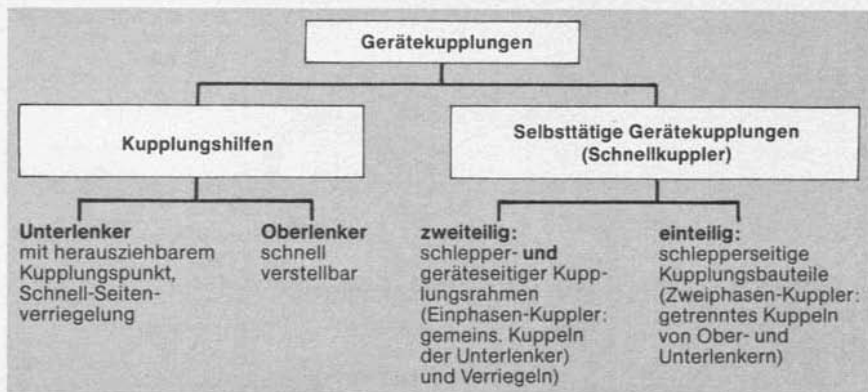 Gerätekupplungen
Kupplungshilfen
Selbsttätige Gerätekupplungen
(Schnellkuppler)
Unterlenker
mit herausziehbarem
Kupplungspunkt,
Schnell-Seiten-
verriegelung
Oberlenker
schnell
verstellbar
zweiteilig:
schlepper- und
geräteseitiger Kupp-
lungsrahmen
(Einphasen-Kuppler:
gemeins. Kuppeln
der Unterlenker)
und Verriegeln)
einteilig:
schlepperseitige
Kupplungsbauteile
(Zweiphasen-Kuppler:
getrenntes Kuppeln
von Ober- und
Unterlenkern)